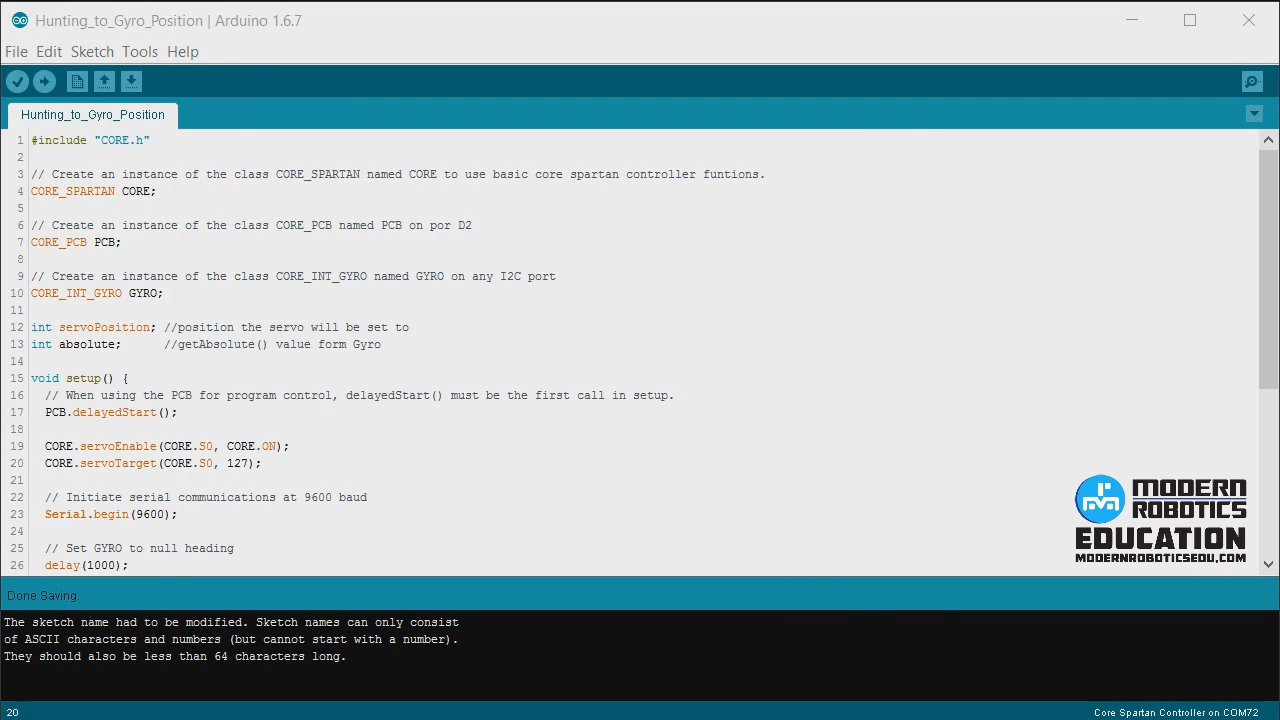 Hunting_to_Gyro_Position | Arduino 1.6.7
File Edit Sketch Tools Help
Hunting_to_Gyro_Position
1 #include "CORE.h"
2
3 // Create an instance of the class CORE_SPARTAN named CORE to use basic core spartan controller funtions.
4 CORE_SPARTAN CORE;
5
6 // Create an instance of the class CORE_PCB named PCB on por D2
7 CORE_PCB PCB;
8
9 // Create an instance of the class CORE_INT_GYRO named GYRO on any I2C port
10 CORE_INT_GYRO GYRO;
11
12 int servoPosition; //position the servo will be set to
13 int absolute;      //getAbsolute() value form Gyro
14
15 void setup() {
16   // When using the PCB for program control, delayedStart() must be the first call in setup.
17   PCB.delayedStart();
18
19   CORE.servoEnable(CORE.S0, CORE.ON);
20   CORE.servoTarget(CORE.S0, 127);
21
22   // Initiate serial communications at 9600 baud
23   Serial.begin(9600);
24
25   // Set GYRO to null heading
26   delay(1000);
MODERN
ROBOTICS
EDUCATION
MODERNROBOTICSEDU.COM
Done Saving.
The sketch name had to be modified. Sketch names can only consist
of ASCII characters and numbers (but cannot start with a number).
They should also be less than 64 characters long.
20
Core Spartan Controller on COM72